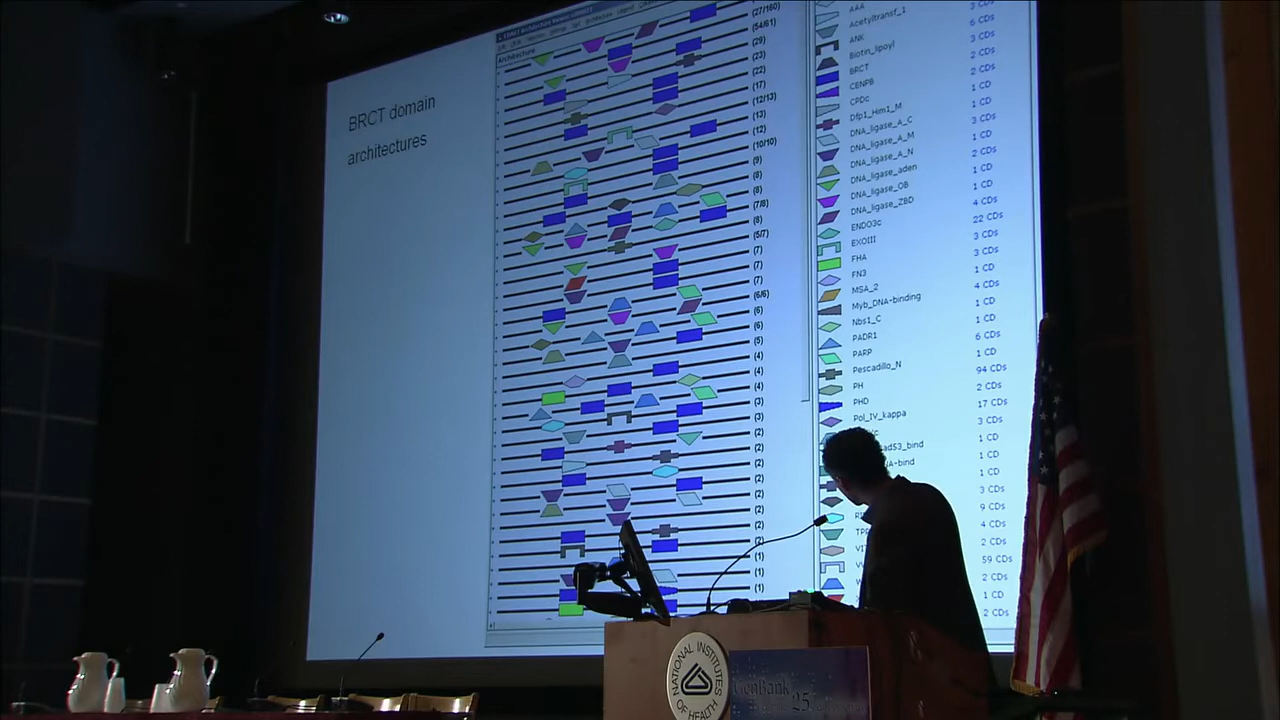 BRCT domain
architectures
Architecture
(27/160)
(54/61)
(29)
(23)
(22)
(17)
(12/13)
(13)
(12)
(10/10)
(9)
(8)
(8)
(7/8)
(8)
(5/7)
(7)
(7)
(7)
(6/6)
(6)
(6)
(5)
(4)
(4)
(4)
(3)
(3)
(2)
(2)
(2)
(2)
(2)
(2)
(2)
(2)
(1)
(1)
(1)
AAA 3 CDs
Acetyltransf_1 6 CDs
ANK 3 CDs
Biotin_lipoyl 2 CDs
BRCT 2 CDs
CENPB 1 CD
CPDc 1 CD
Dfp1_Him1_M 3 CDs
DNA_ligase_A_C 1 CD
DNA_ligase_A_M 2 CDs
DNA_ligase_A_N 1 CD
DNA_ligase_aden 1 CD
DNA_ligase_OB 4 CDs
DNA_ligase_ZBD 22 CDs
ENDO3c 3 CDs
EXOIII 3 CDs
FHA 1 CD
FN3 4 CDs
MSA_2 1 CD
Myb_DNA-binding 1 CD
Nbs1_C 6 CDs
PADR1 1 CD
PARP 94 CDs
Pescadillo_N 2 CDs
PH 17 CDs
PHD 3 CDs
Pol_IV_kappa 1 CD
1 CD
ad53_bind 1 CD
A-bind 3 CDs
9 CDs
4 CDs
2 CDs
59 CDs
2 CDs
1 CD
2 CDs
NATIONAL INSTITUTES
OF HEALTH
GenBank
25